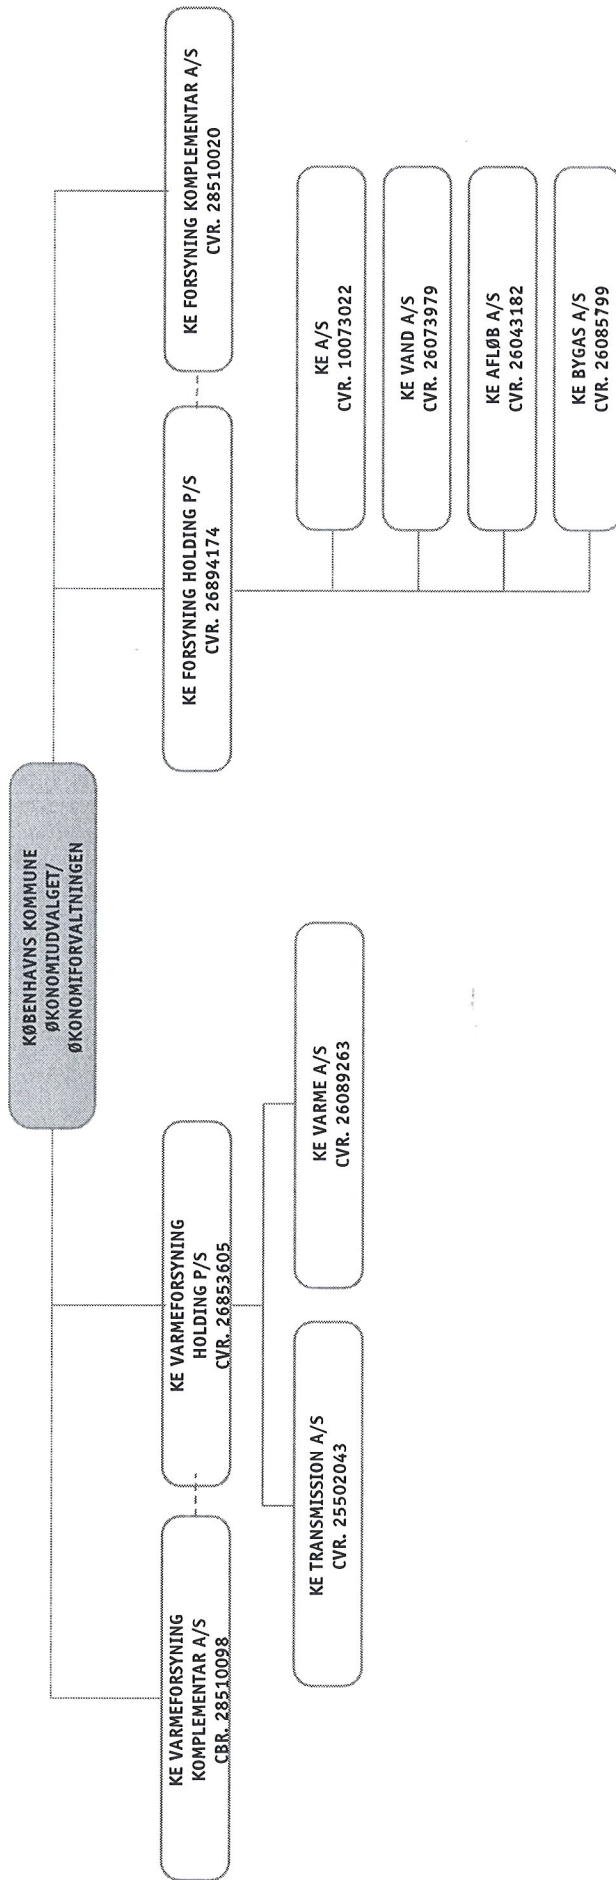 KØBENHAVNS KOMMUNE
ØKONOMIUDVALGET/
ØKONOMIFORVALTNINGEN
KE VARMEFORSYNING
KOMPLEMENTAR A/S
CBR. 28510098
KE VARMEFORSYNING
HOLDING P/S
CVR. 26853605
KE FORSYNING HOLDING P/S
CVR. 26894174
KE FORSYNING KOMPLEMENTAR A/S
CVR. 28510020
KE TRANSMISSION A/S
CVR. 25502043
KE VARME A/S
CVR. 26089263
KE A/S
CVR. 10073022
KE VAND A/S
CVR. 26073979
KE AFLØB A/S
CVR. 26043182
KE BYGAS A/S
CVR. 26085799